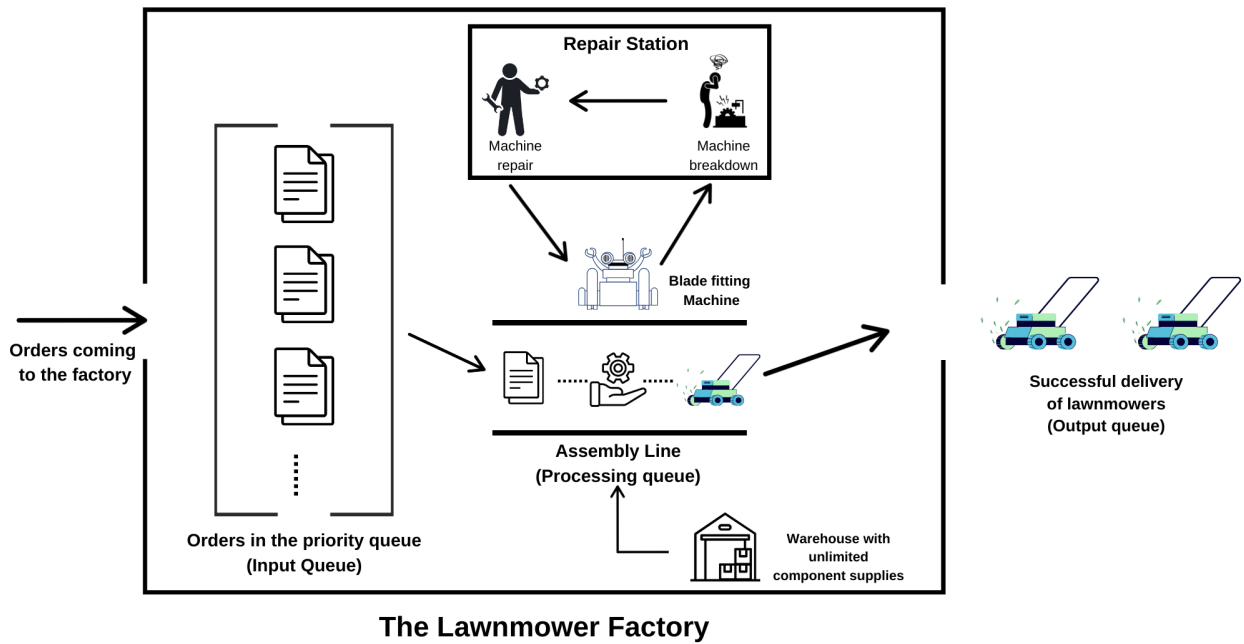 Repair Station
Machine
repair
Machine
breakdown
Blade fitting
Machine
Orders coming
to the factory
Assembly Line
(Processing queue)
Orders in the priority queue
(Input Queue)
Warehouse with
unlimited
component supplies
Successful delivery
of lawnmowers
(Output queue)
The Lawnmower Factory